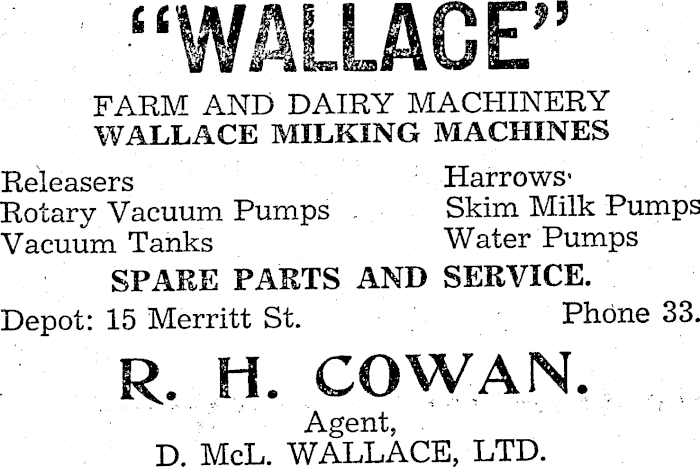 "WALLACE"
FARM AND DAIRY MACHINERY
WALLACE MILKING MACHINES
Releasers Harrows
Rotary Vacuum Pumps Skim Milk Pumps
Vacuum Tanks Water Pumps
SPARE PARTS AND SERVICE.
Depot: 15 Merritt St. Phone 33.
R. H. COWAN.
Agent,
D. McL. WALLACE, LTD.